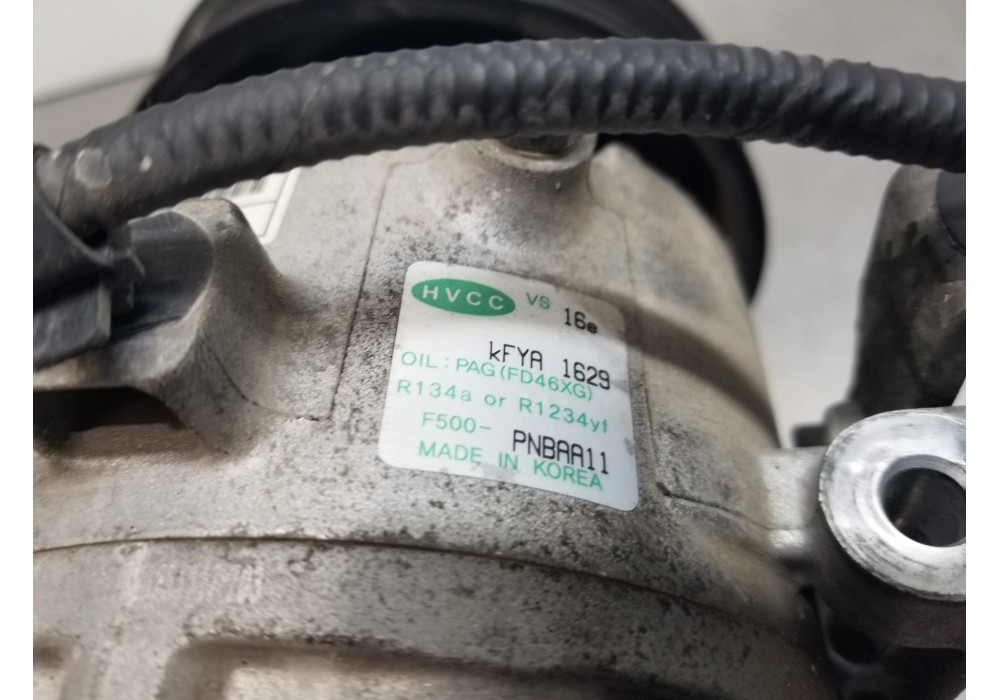 HVCC VS 16e
kFYA 1629
OIL: PAG(FD46XG)
R134a or R1234yf
F500- PNBAA11
MADE IN KOREA